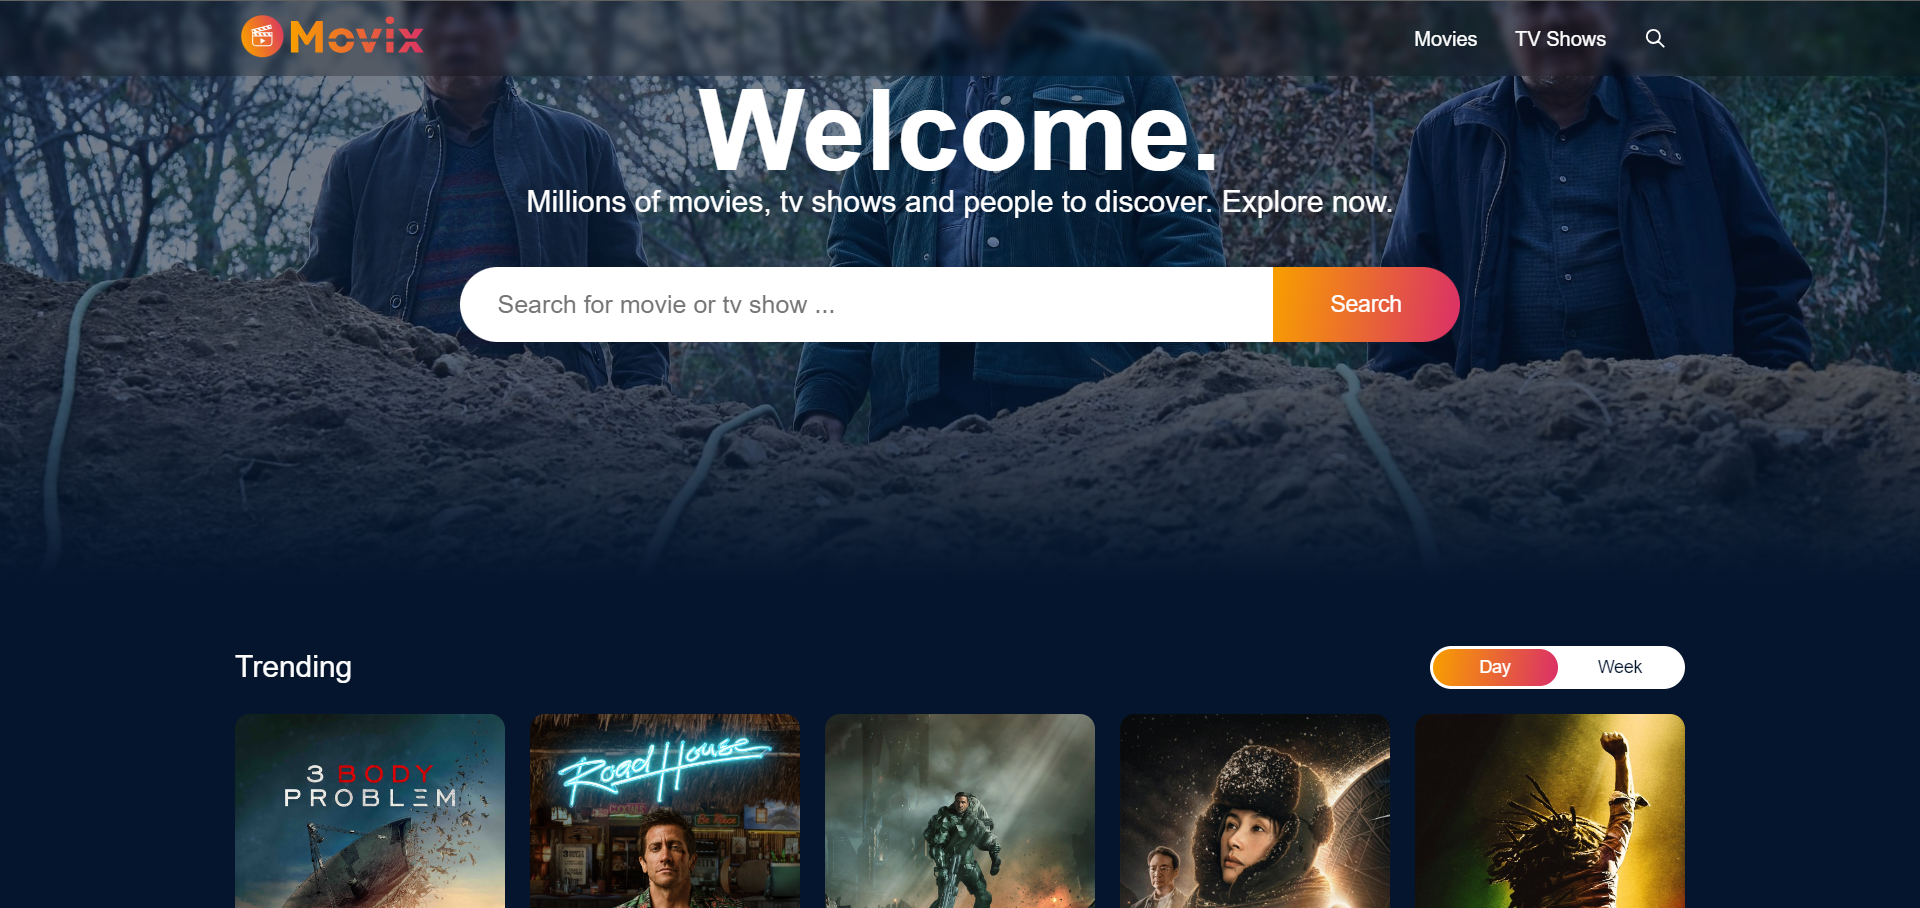 Movix
Movies
TV Shows
Welcome.
Millions of movies, tv shows and people to discover. Explore now.
Search for movie or tv show ...
Search
Trending
Day
Week
3 BODY
PROBLEM
Road House
COCKTAILS